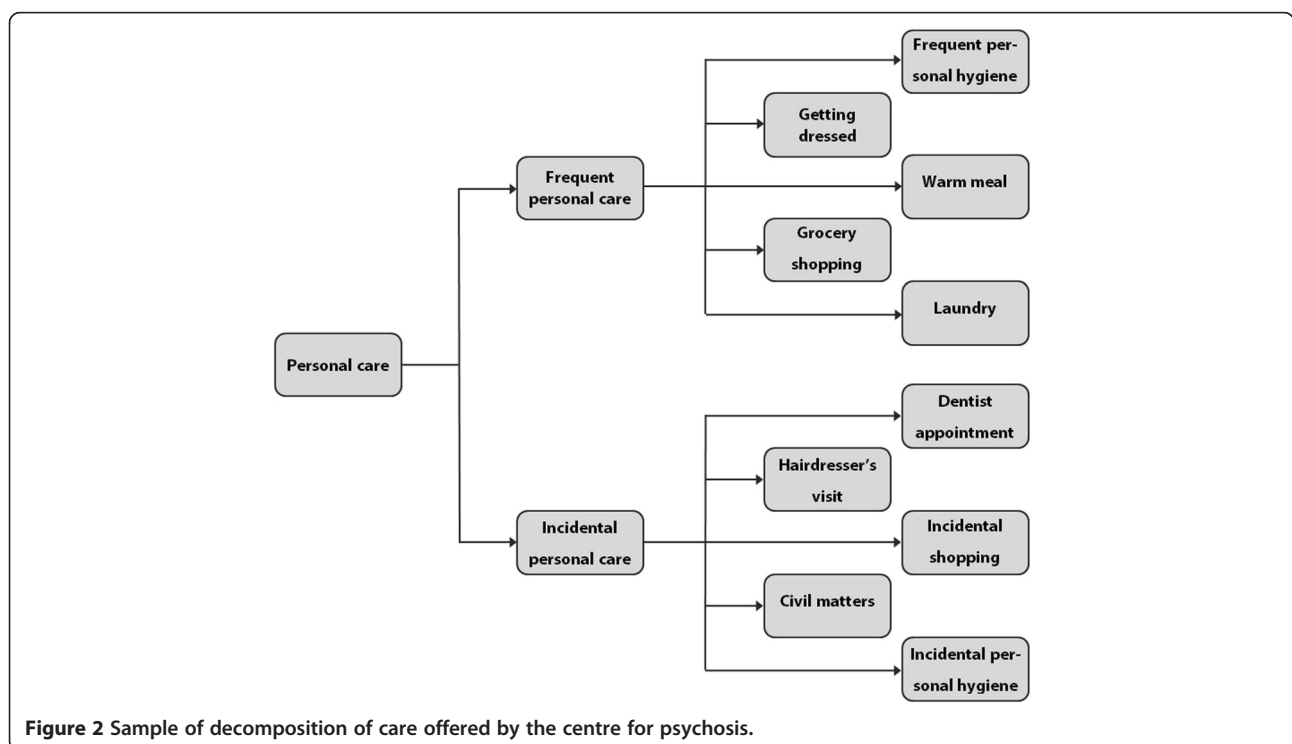 Frequent per-
sonal hygiene
Getting
dressed
Frequent
personal care
Warm meal
Grocery
shopping
Laundry
Personal care
Dentist
appointment
Hairdresser's
visit
Incidental
personal care
Incidental
shopping
Civil matters
Incidental per-
sonal hygiene
Figure 2 Sample of decomposition of care offered by the centre for psychosis.